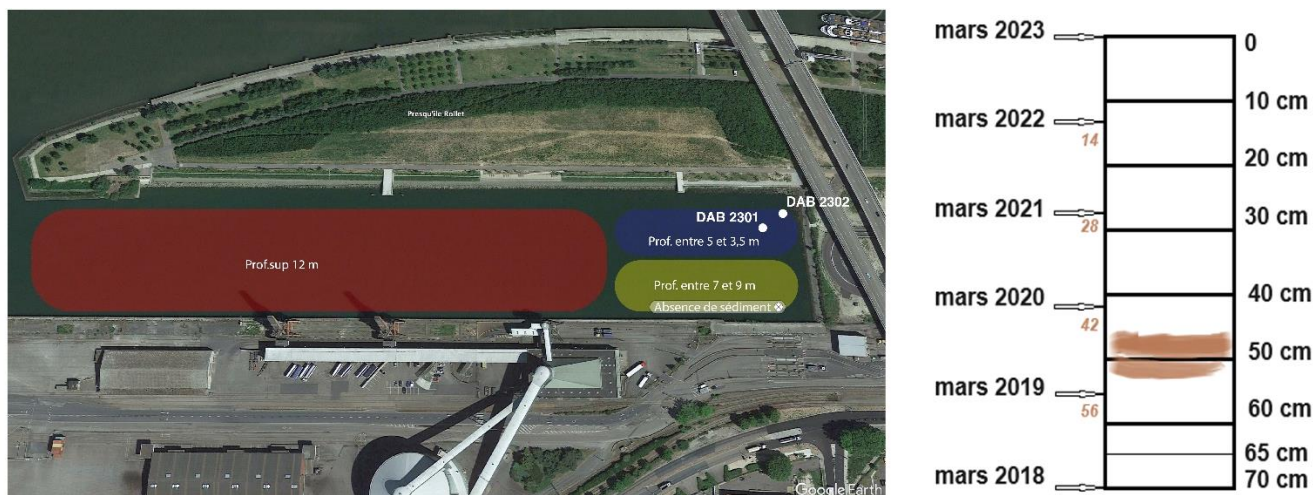 Presqu'ile Rollet
DAB 2302
DAB 2301
Prof. entre 5 et 3,5 m
Prof.sup 12 m
Prof. entre 7 et 9 m
Absence de sédiment
Google Earth
mars 2023
0
10 cm
mars 2022
14
20 cm
mars 2021
28
30 cm
40 cm
mars 2020
42
50 cm
mars 2019
56
60 cm
65 cm
mars 2018
70 cm